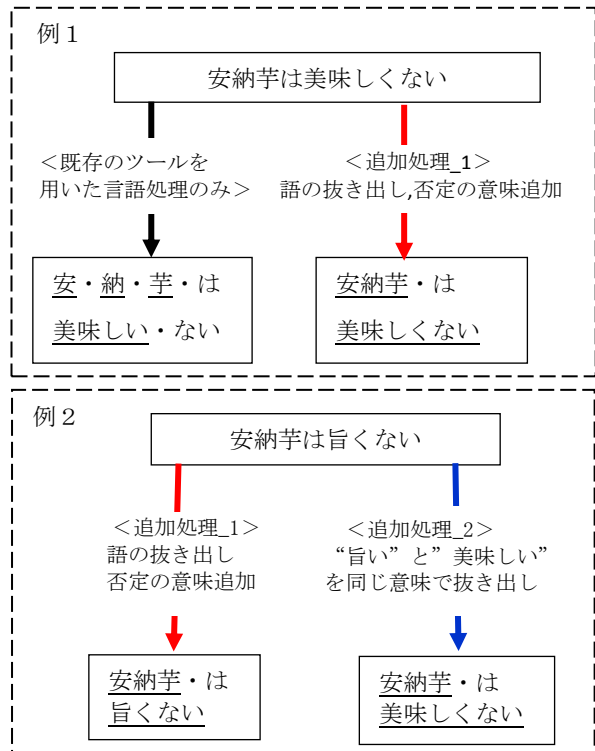 例１
安納芋は美味しくない
＜既存のツールを
用いた言語処理のみ＞
＜追加処理_1＞
語の抜き出し,否定の意味追加
安・納・芋・は
美味しい・ない
安納芋・は
美味しくない
例２
安納芋は旨くない
＜追加処理_1＞
語の抜き出し
否定の意味追加
＜追加処理_2＞
“旨い”と”美味しい”
を同じ意味で抜き出し
安納芋・は
旨くない
安納芋・は
美味しくない